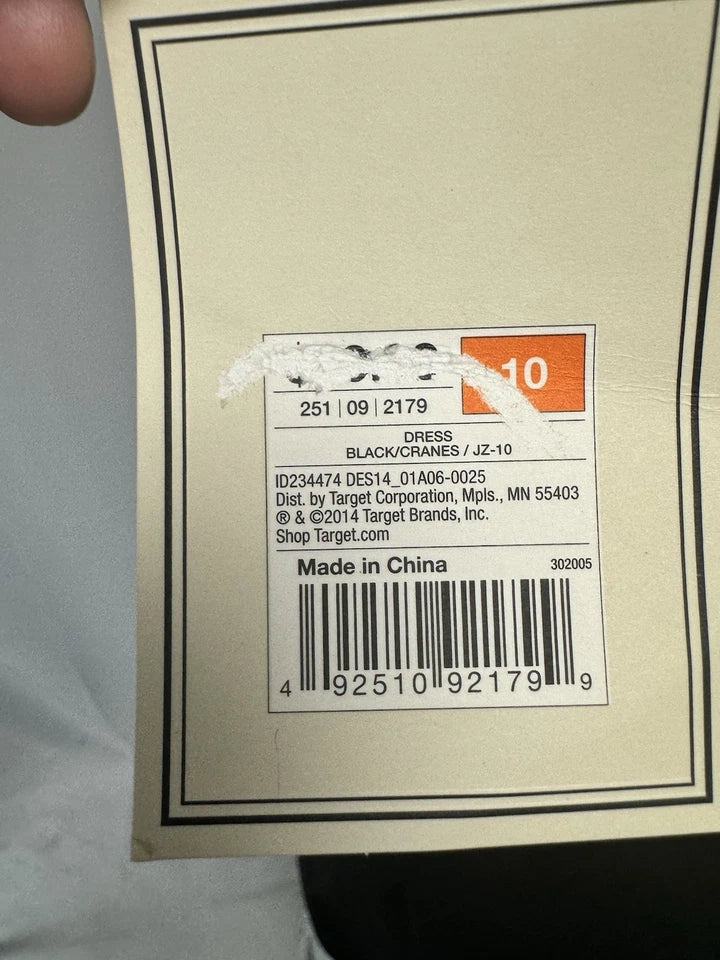 10
251 | 09 | 2179
DRESS
BLACK/CRANES / JZ-10
ID234474 DES14_01A06-0025
Dist. by Target Corporation, Mpls., MN 55403
® & ©2014 Target Brands, Inc.
Shop Target.com
Made in China 302005
4 92510 92179 9